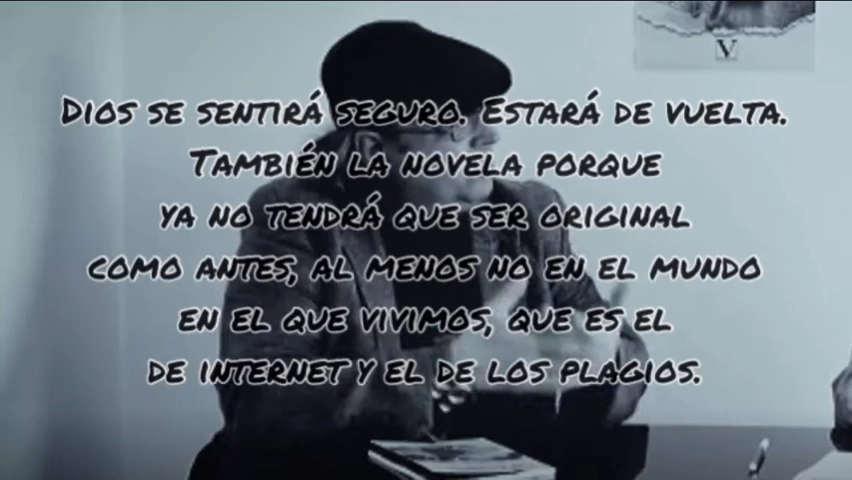 V
Dios se sentirá seguro. Estará de vuelta.
También la novela porque
ya no tendrá que ser original
como antes, al menos no en el mundo
en el que vivimos, que es el
de internet y el de los plagios.